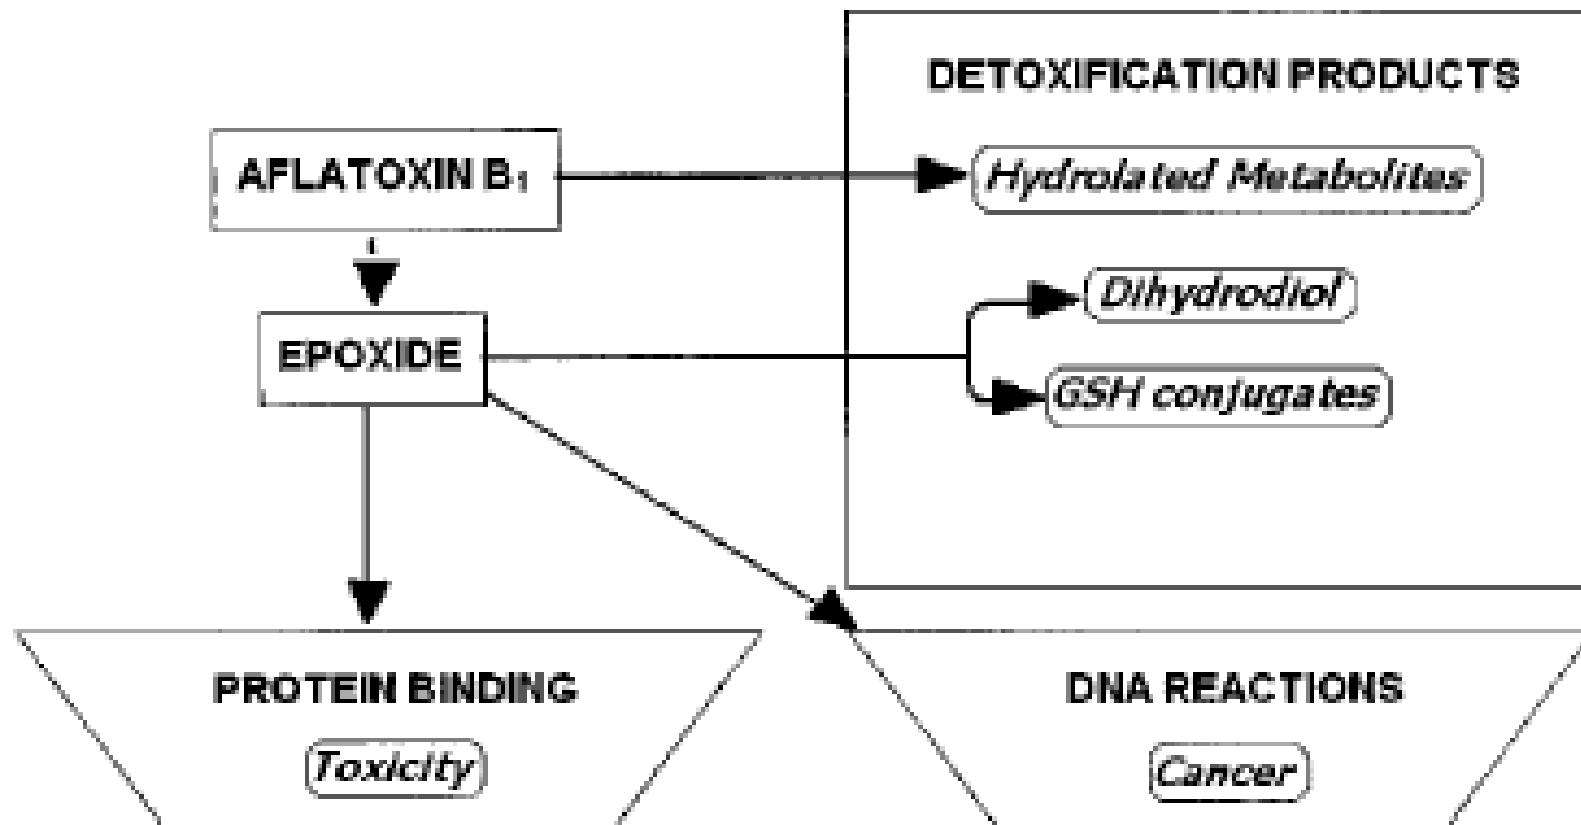 DETOXIFICATION PRODUCTS
AFLATOXIN B₁
Hydrolated Metabolites
Dihydrodiol
EPOXIDE
GSH conjugates
PROTEIN BINDING
DNA REACTIONS
Toxicity
Cancer